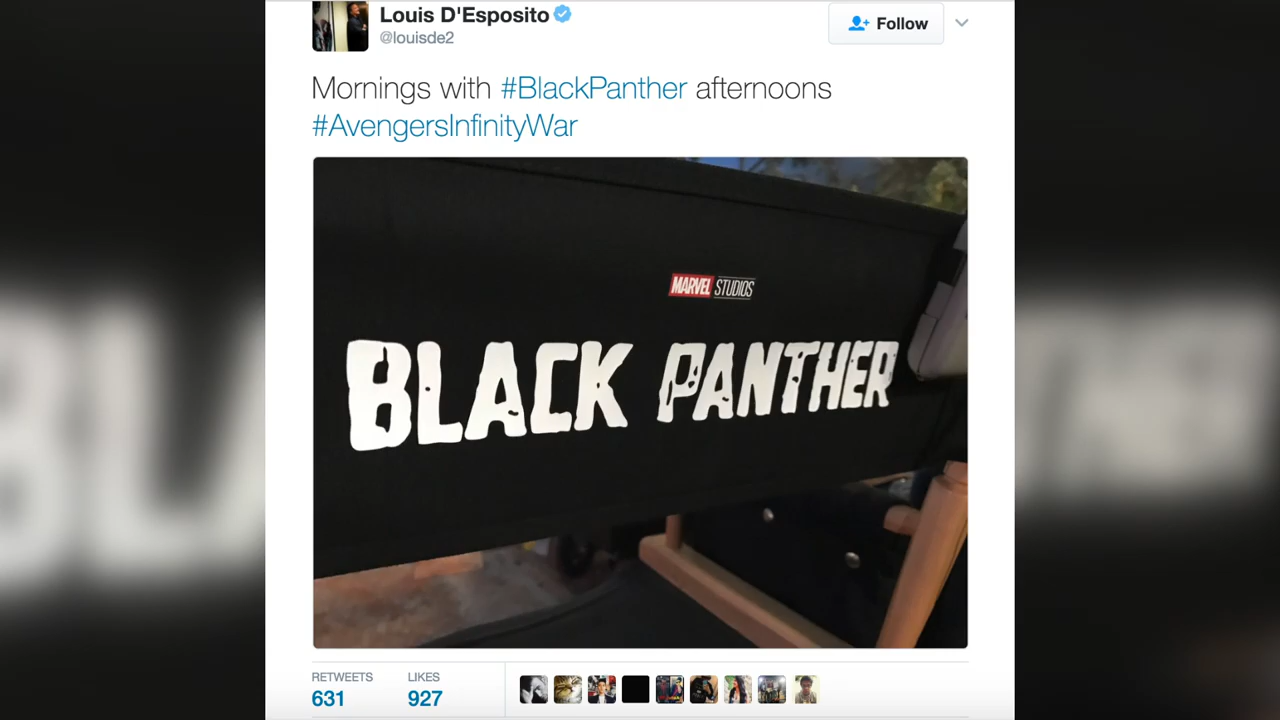 Louis D'Esposito
@louisde2
Follow
Mornings with #BlackPanther afternoons
#AvengersInfinityWar
MARVEL STUDIOS
BLACK PANTHER
RETWEETS
LIKES
631
927